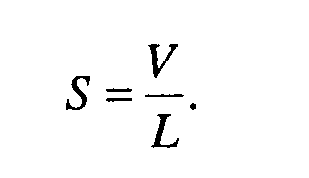 S = V/L.